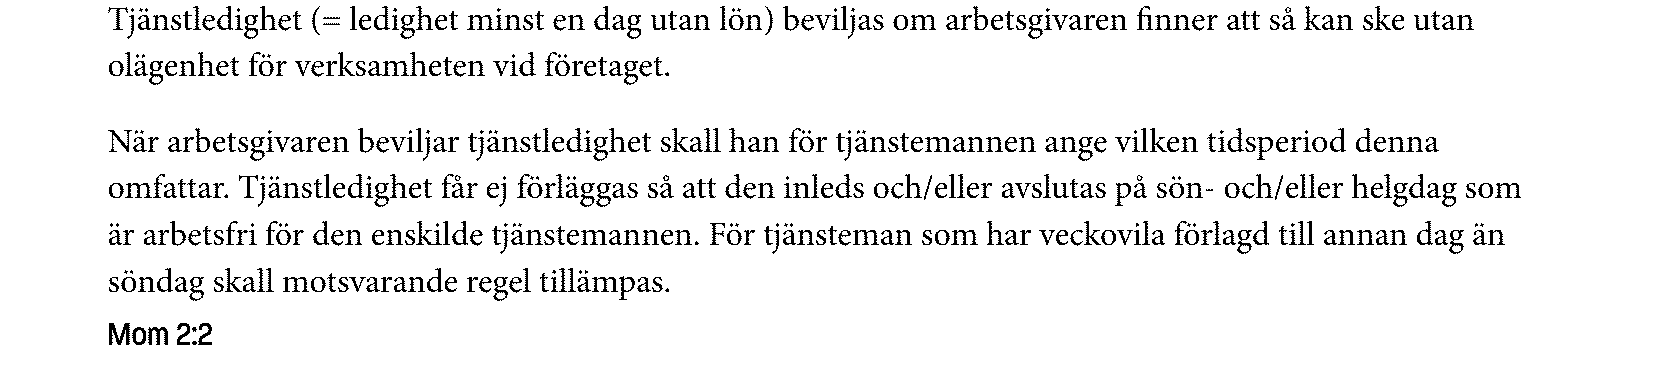 Tjänstledighet (= ledighet minst en dag utan lön) beviljas om arbetsgivaren finner att så kan ske utan
olägenhet för verksamheten vid företaget.
När arbetsgivaren beviljar tjänstledighet skall han för tjänstemannen ange vilken tidsperiod denna
omfattar. Tjänstledighet får ej förläggas så att den inleds och/eller avslutas på sön- och/eller helgdag som
är arbetsfri för den enskilde tjänstemannen. För tjänsteman som har veckovila förlagd till annan dag än
söndag skall motsvarande regel tillämpas.
Mom 2:2